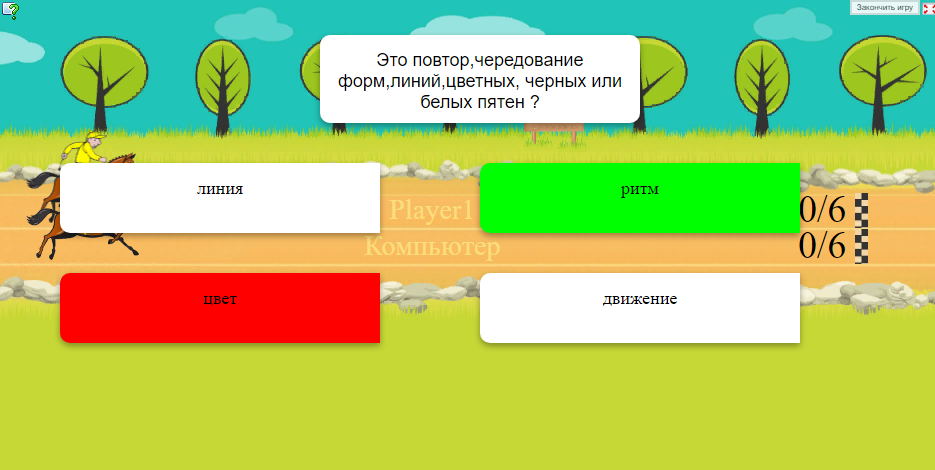 Закончить игру
Это повтор,чередование
форм,линий,цветных, черных или
белых пятен ?
линия
ритм
Player1
0/6
Компьютер
0/6
цвет
движение